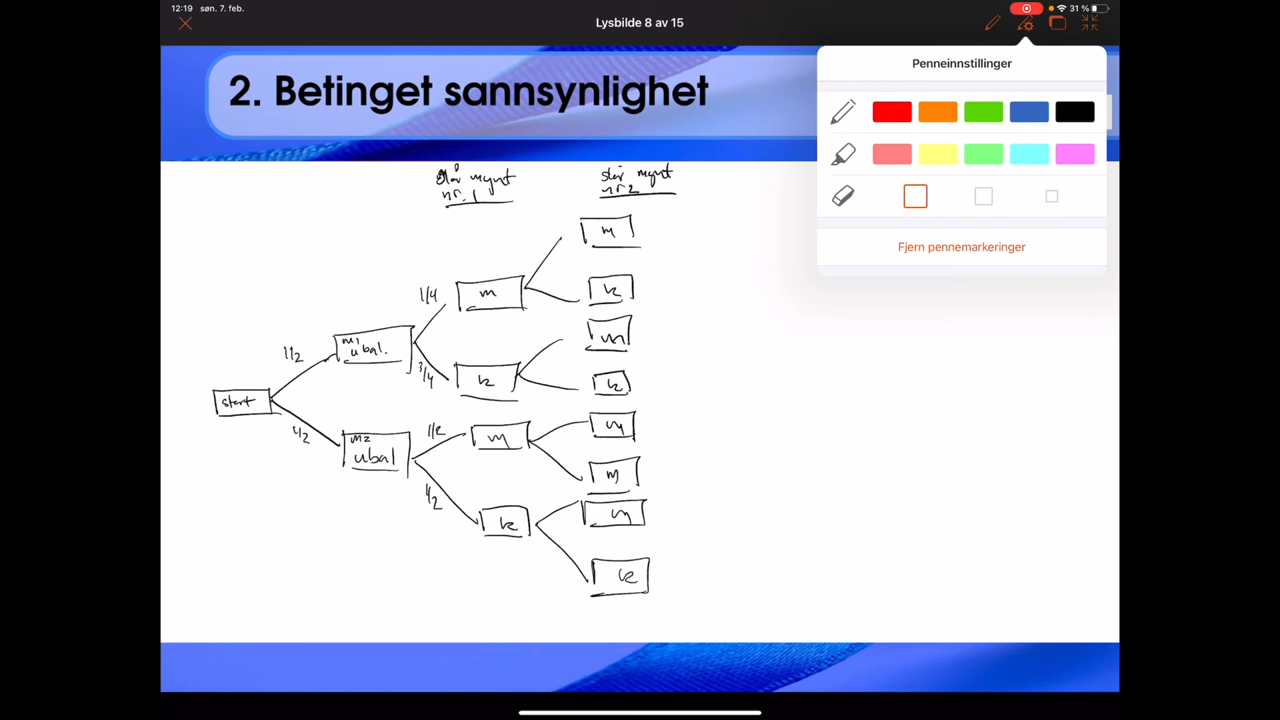 12:19 søn. 7. feb.
31 %
Lysbilde 8 av 15
Penneinnstillinger
Fjern pennemarkeringer
2. Betinget sannsynlighet
slår mynt
nr. 1
slår mynt
nr 2
m
1/4
m
k
m
1/2
m1
ubal.
3/4
k
k
start
1/2
m2
ubal
1/2
m
m
m
1/2
k
m
k